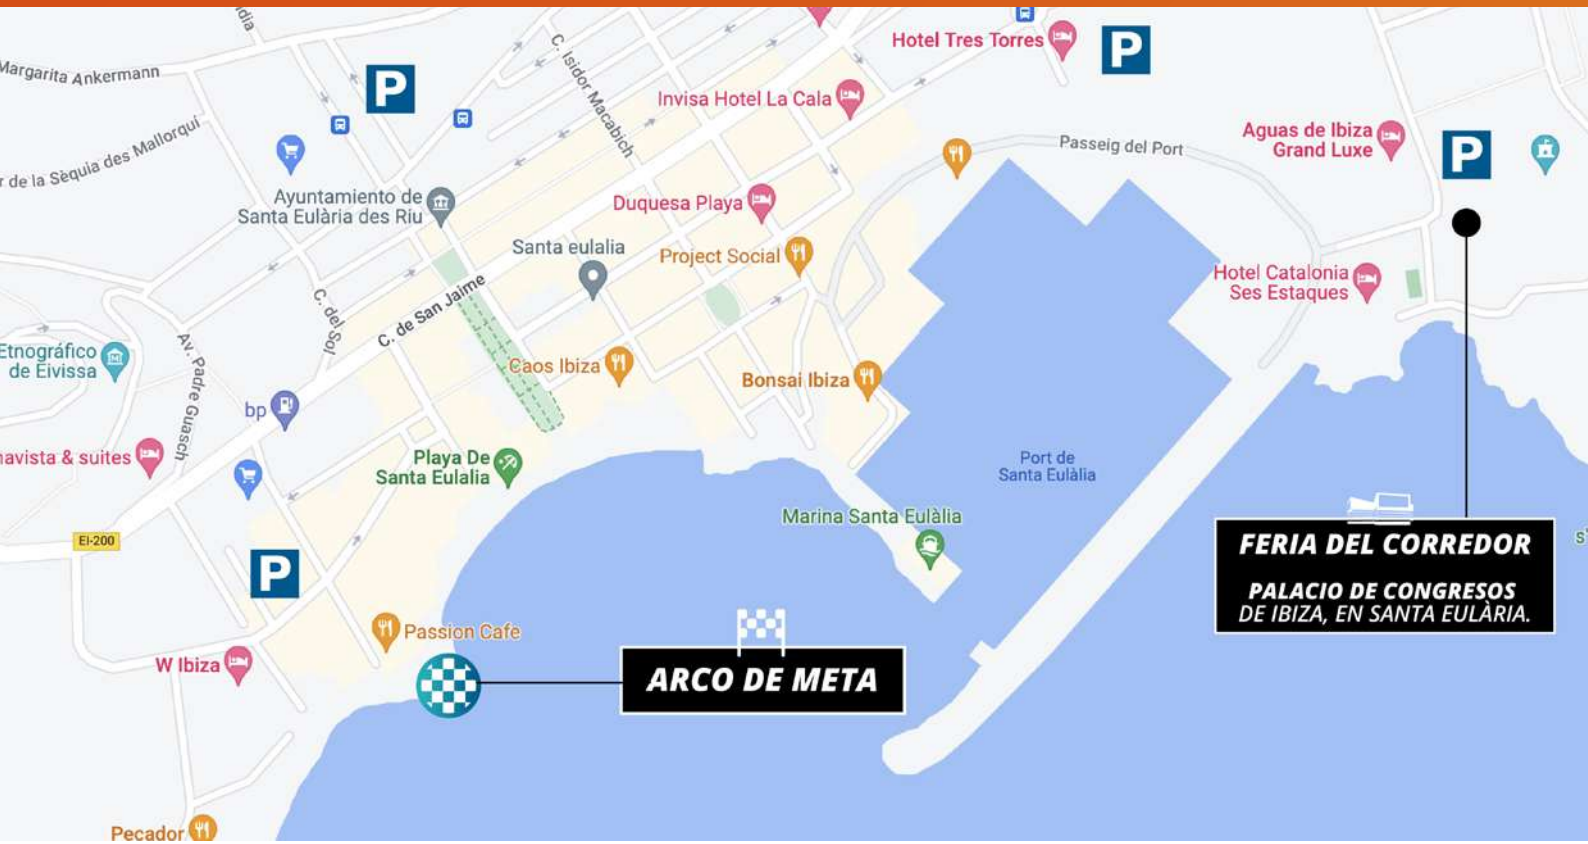 dia
Margarita Ankermann
P
C. Isidor Macabich
Hotel Tres Torres
P
Invisa Hotel La Cala
r de la Sèquia des Mallorquí
Passeig del Port
Aguas de Ibiza
Grand Luxe
P
Ayuntamiento de
Santa Eulària des Riu
Duquesa Playa
Santa eulalia
Project Social
Hotel Catalonia
Ses Estaques
C. del Sol
C. de San Jaime
Etnográfico
de Eivissa
Av. Padre Guasch
Caos Ibiza
Bonsai Ibiza
bp
navista & suites
Playa De
Santa Eulalia
Port de
Santa Eulàlia
Marina Santa Eulàlia
EI-200
s'
FERIA DEL CORREDOR
PALACIO DE CONGRESOS
DE IBIZA, EN SANTA EULÀRIA.
P
Passion Cafe
W Ibiza
ARCO DE META
Pecador